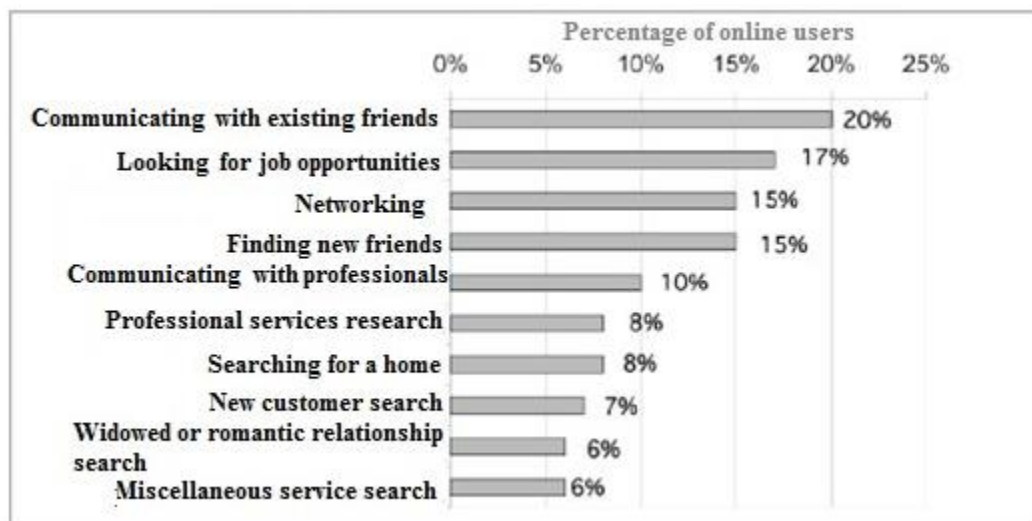 Percentage of online users
0% 5% 10% 15% 20% 25%
Communicating with existing friends 20%
Looking for job opportunities 17%
Networking 15%
Finding new friends 15%
Communicating with professionals 10%
Professional services research 8%
Searching for a home 8%
New customer search 7%
Widowed or romantic relationship
search 6%
Miscellaneous service search 6%